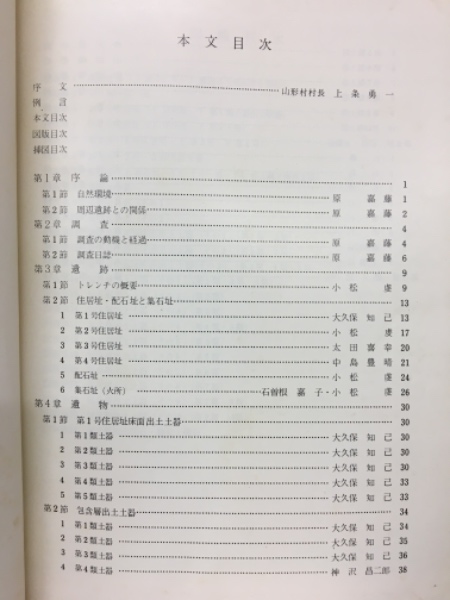 本文目次
序文 山形村村長 上条勇一
例言
本文目次
図版目次
挿図目次
第1章 序論 1
第1節 自然環境 原 嘉藤 1
第2節 周辺遺跡との関係 原 嘉藤 2
第2章 調査 4
第1節 調査の動機と経過 原 嘉藤 4
第2節 調査日誌 原 嘉藤 6
第3章 遺跡 9
第1節 トレンチの概要 小松 虔 9
第2節 住居址・配石址と集石址 13
1 第1号住居址 大久保 知己 13
2 第2号住居址 小松 虔 17
3 第3号住居址 太田 喜幸 20
4 第4号住居址 中島 豊晴 21
5 配石址 小松 虔 24
6 集石址(火所) 石曽根 嘉子・小松 虔 26
第4章 遺物 30
第1節 第1号住居址床面出土土器 30
1 第1類土器 大久保 知己 30
2 第2類土器 大久保 知己 30
3 第3類土器 大久保 知己 30
4 第4類土器 大久保 知己 33
5 第5類土器 大久保 知己 33
第2節 包含層出土土器 34
1 第1類土器 大久保 知己 34
2 第2類土器 大久保 知己 35
3 第3類土器 大久保 知己 36
4 第4類土器 神沢 昌二郎 38